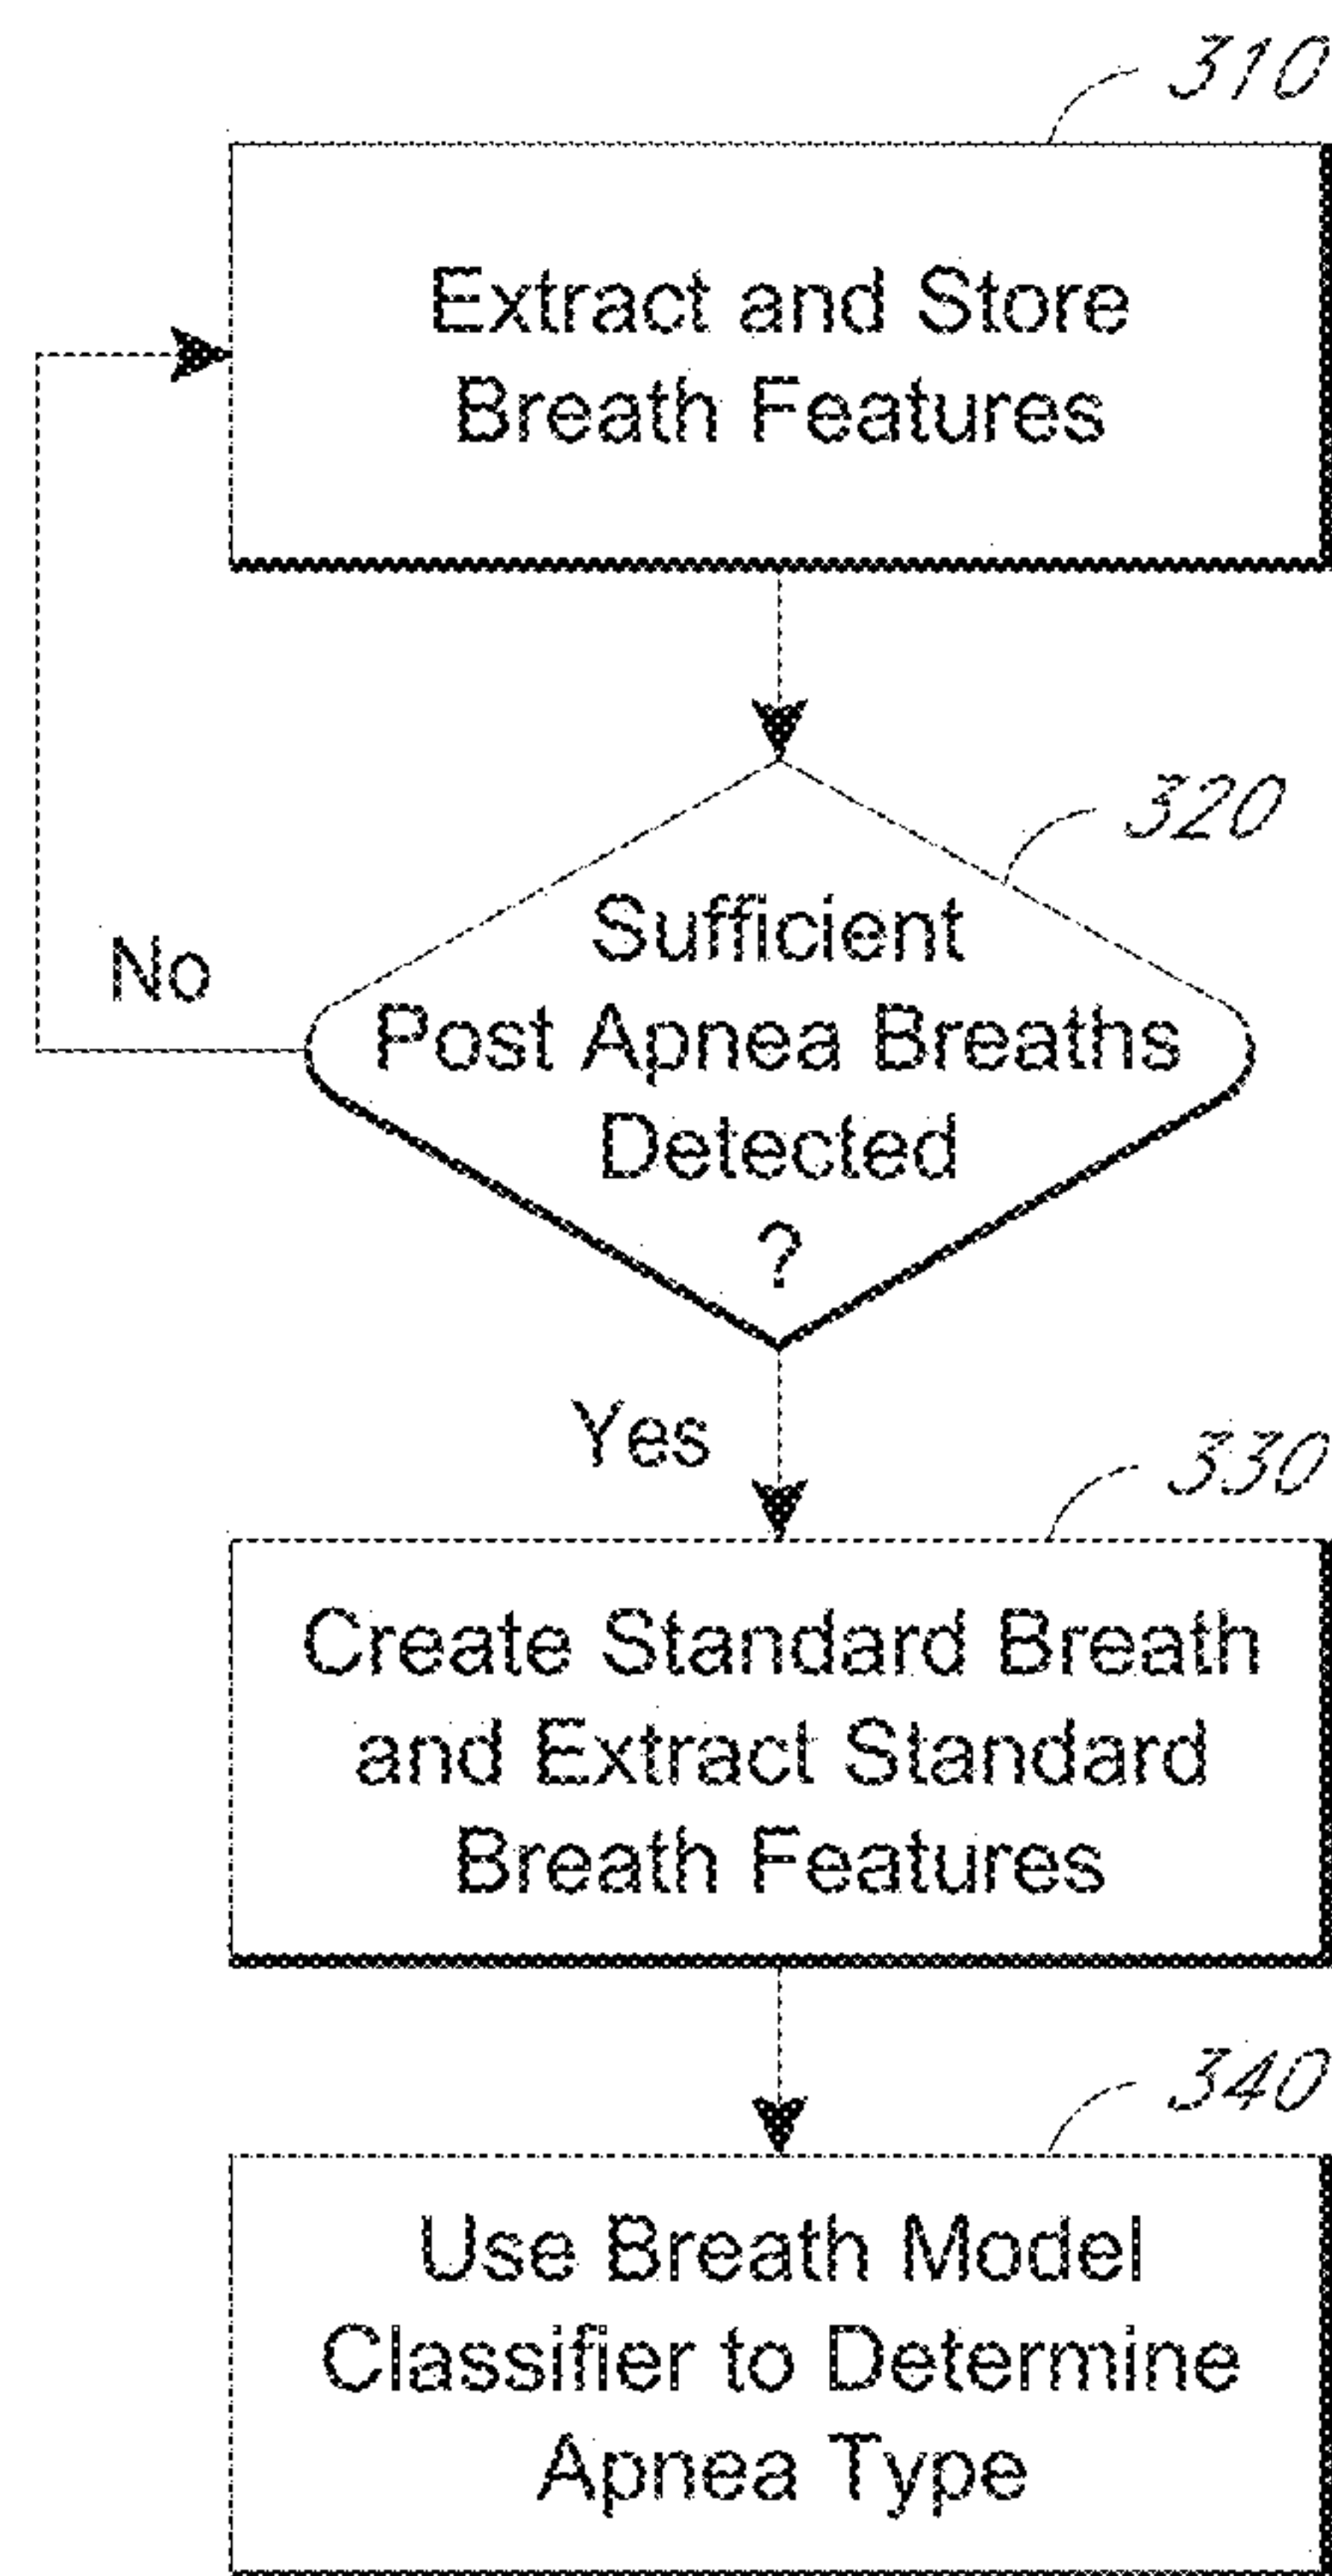 310
Extract and Store
Breath Features
320
Sufficient
Post Apnea Breaths
Detected
?
No
Yes
330
Create Standard Breath
and Extract Standard
Breath Features
340
Use Breath Model
Classifier to Determine
Apnea Type